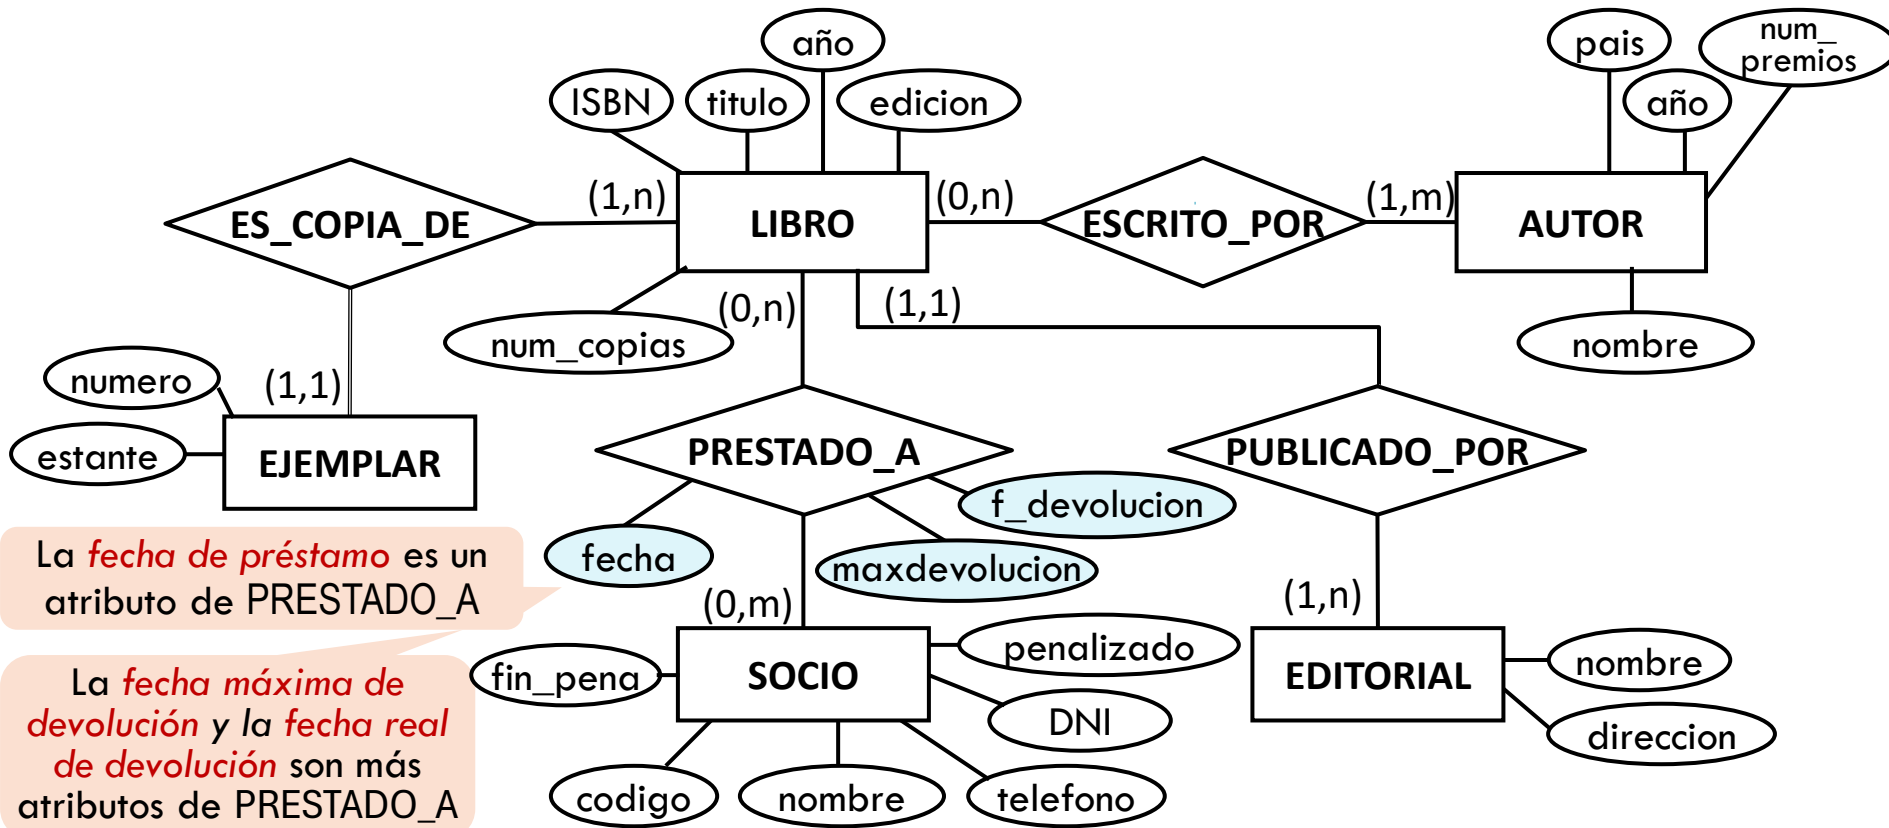 año
pais
num_
premios
ISBN
titulo
edicion
año
(1,n)
(0,n)
(1,m)
ES_COPIA_DE
LIBRO
ESCRITO_POR
AUTOR
(0,n)
(1,1)
num_copias
nombre
numero
(1,1)
estante
EJEMPLAR
PRESTADO_A
PUBLICADO_POR
f_devolucion
fecha
maxdevolucion
La fecha de préstamo es un
atributo de PRESTADO_A
(0,m)
(1,n)
penalizado
fin_pena
SOCIO
EDITORIAL
nombre
DNI
direccion
codigo
nombre
telefono
La fecha máxima de
devolución y la fecha real
de devolución son más
atributos de PRESTADO_A